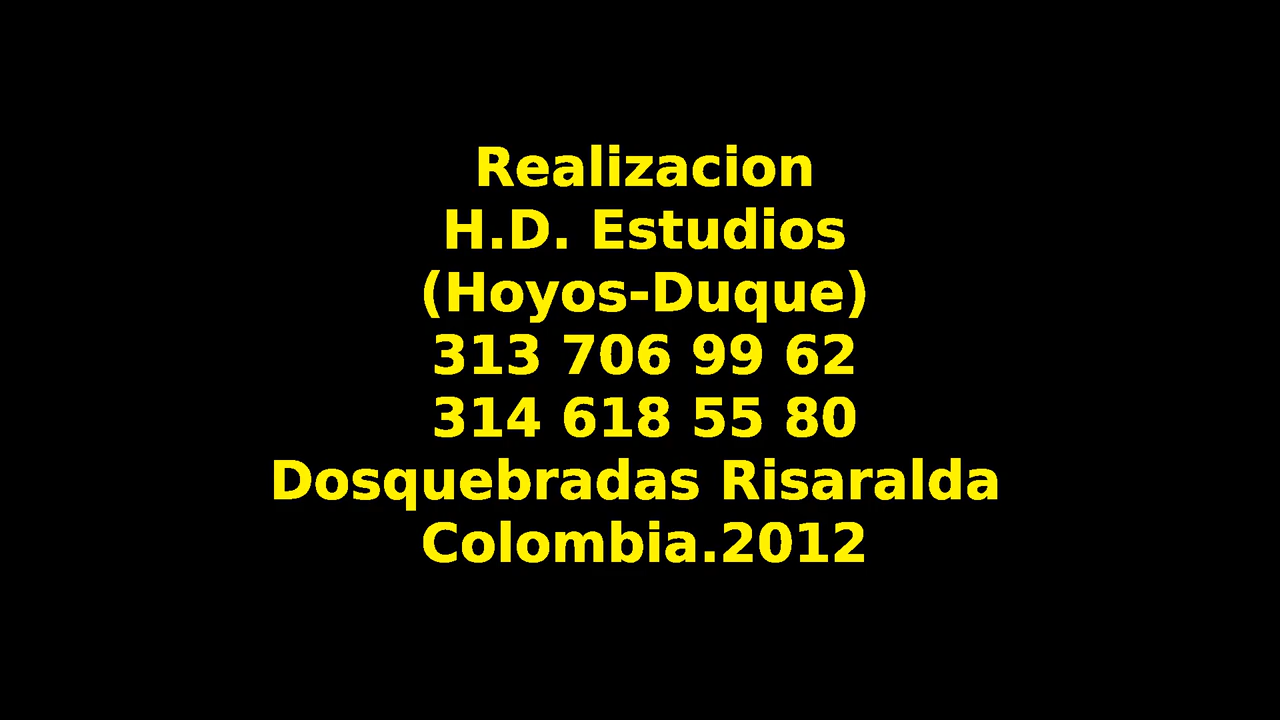 Realizacion
H.D. Estudios
(Hoyos-Duque)
313 706 99 62
314 618 55 80
Dosquebradas Risaralda
Colombia.2012